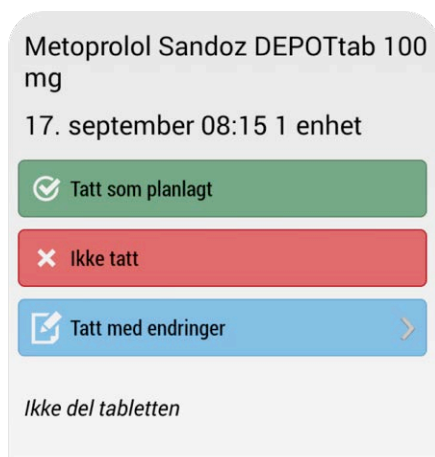 Metoprolol Sandoz DEPOTtab 100
mg
17. september 08:15 1 enhet
Tatt som planlagt
Ikke tatt
Tatt med endringer
Ikke del tabletten